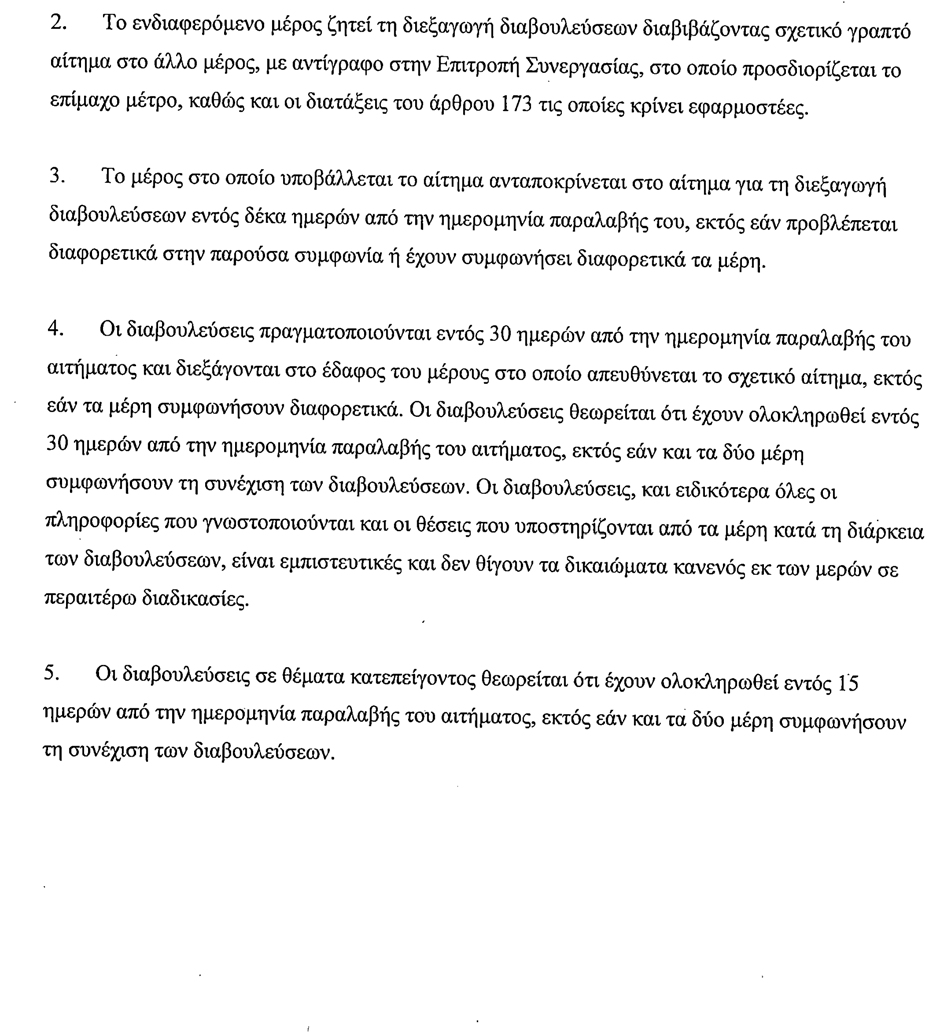 2. Το ενδιαφερόμενο μέρος ζητεί τη διεξαγωγή διαβουλεύσεων διαβιβάζοντας σχετικό γραπτό
αίτημα στο άλλο μέρος, με αντίγραφο στην Επιτροπή Συνεργασίας, στο οποίο προσδιορίζεται το
επίμαχο μέτρο, καθώς και οι διατάξεις του άρθρου 173 τις οποίες κρίνει εφαρμοστέες.
3. Το μέρος στο οποίο υποβάλλεται το αίτημα ανταποκρίνεται στο αίτημα για τη διεξαγωγή
διαβουλεύσεων εντός δέκα ημερών από την ημερομηνία παραλαβής του, εκτός εάν προβλέπεται
διαφορετικά στην παρούσα συμφωνία ή έχουν συμφωνήσει διαφορετικά τα μέρη.
4. Οι διαβουλεύσεις πραγματοποιούνται εντός 30 ημερών από την ημερομηνία παραλαβής του
αιτήματος και διεξάγονται στο έδαφος του μέρους στο οποίο απευθύνεται το σχετικό αίτημα, εκτός
εάν τα μέρη συμφωνήσουν διαφορετικά. Οι διαβουλεύσεις θεωρείται ότι έχουν ολοκληρωθεί εντός
30 ημερών από την ημερομηνία παραλαβής του αιτήματος, εκτός εάν και τα δύο μέρη
συμφωνήσουν τη συνέχιση των διαβουλεύσεων. Οι διαβουλεύσεις, και ειδικότερα όλες οι
πληροφορίες που γνωστοποιούνται και οι θέσεις που υποστηρίζονται από τα μέρη κατά τη διάρκεια
των διαβουλεύσεων, είναι εμπιστευτικές και δεν θίγουν τα δικαιώματα κανενός εκ των μερών σε
περαιτέρω διαδικασίες.
5. Οι διαβουλεύσεις σε θέματα κατεπείγοντος θεωρείται ότι έχουν ολοκληρωθεί εντός 15
ημερών από την ημερομηνία παραλαβής του αιτήματος, εκτός εάν και τα δύο μέρη συμφωνήσουν
τη συνέχιση των διαβουλεύσεων.